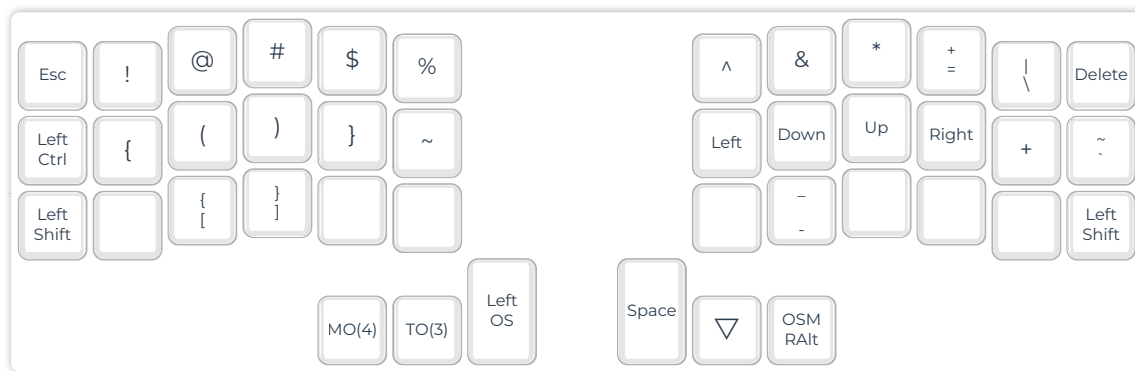 Esc ! @ # $ % ^ & * + | Delete
= \
Left Ctrl { ( ) } ~ Left Down Up Right + ~
`
Left Shift { } _ Left Shift
[ ] -
MO(4) TO(3) Left OS Space ▽ OSM RAlt